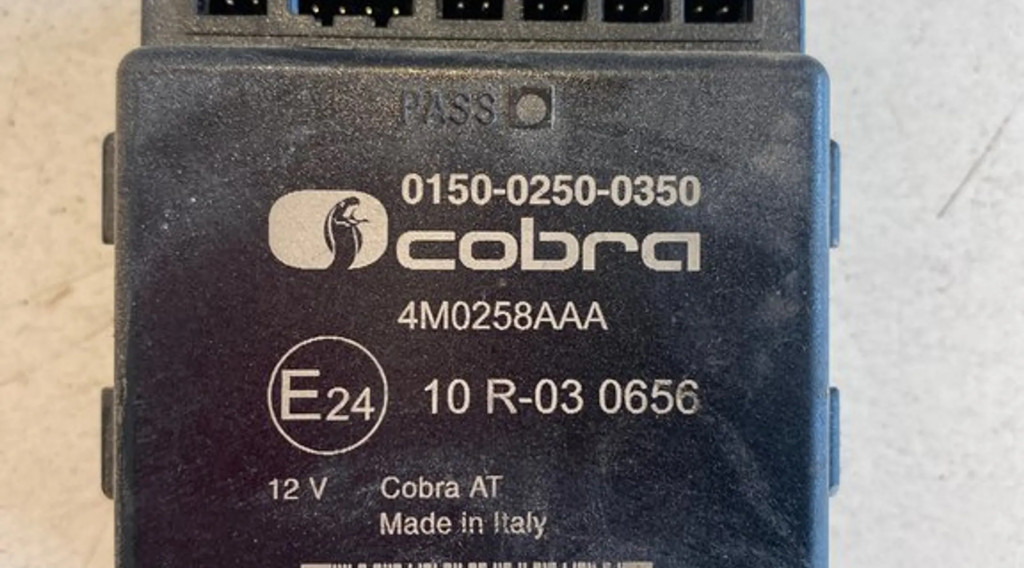 PASS
0150-0250-0350
cobra
4M0258AAA
E24 10 R-03 0656
12 V Cobra AT
Made in Italy